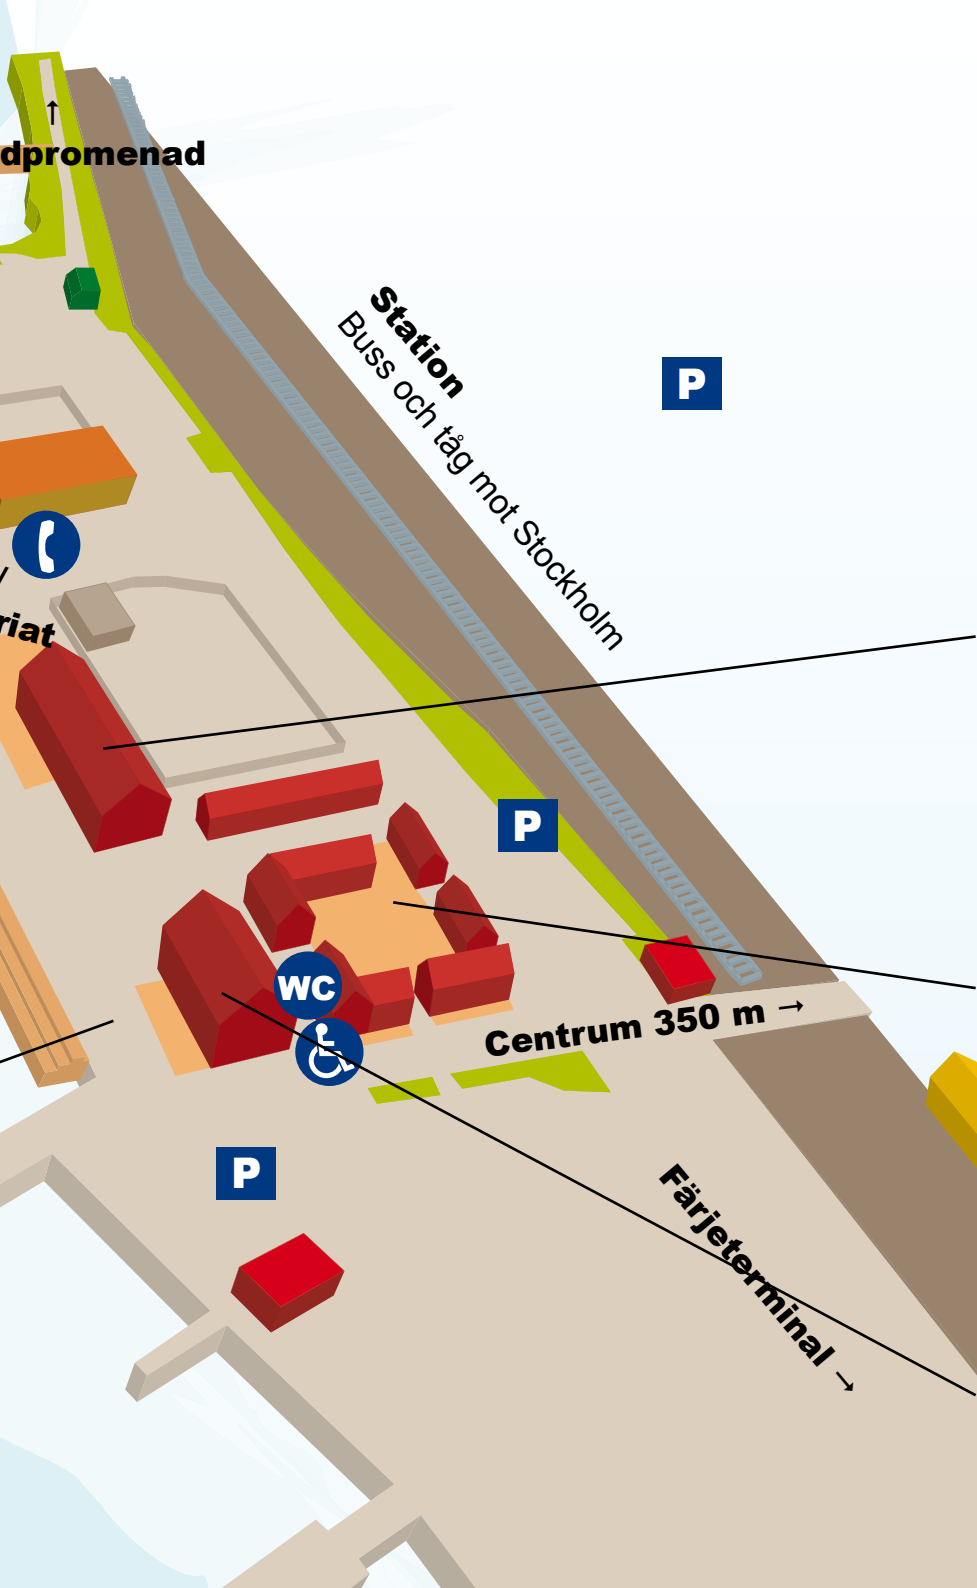 dpromenad
Station
Buss och tåg mot Stockholm
P
riat
P
WC
Centrum 350 m →
P
Färjeterminal →